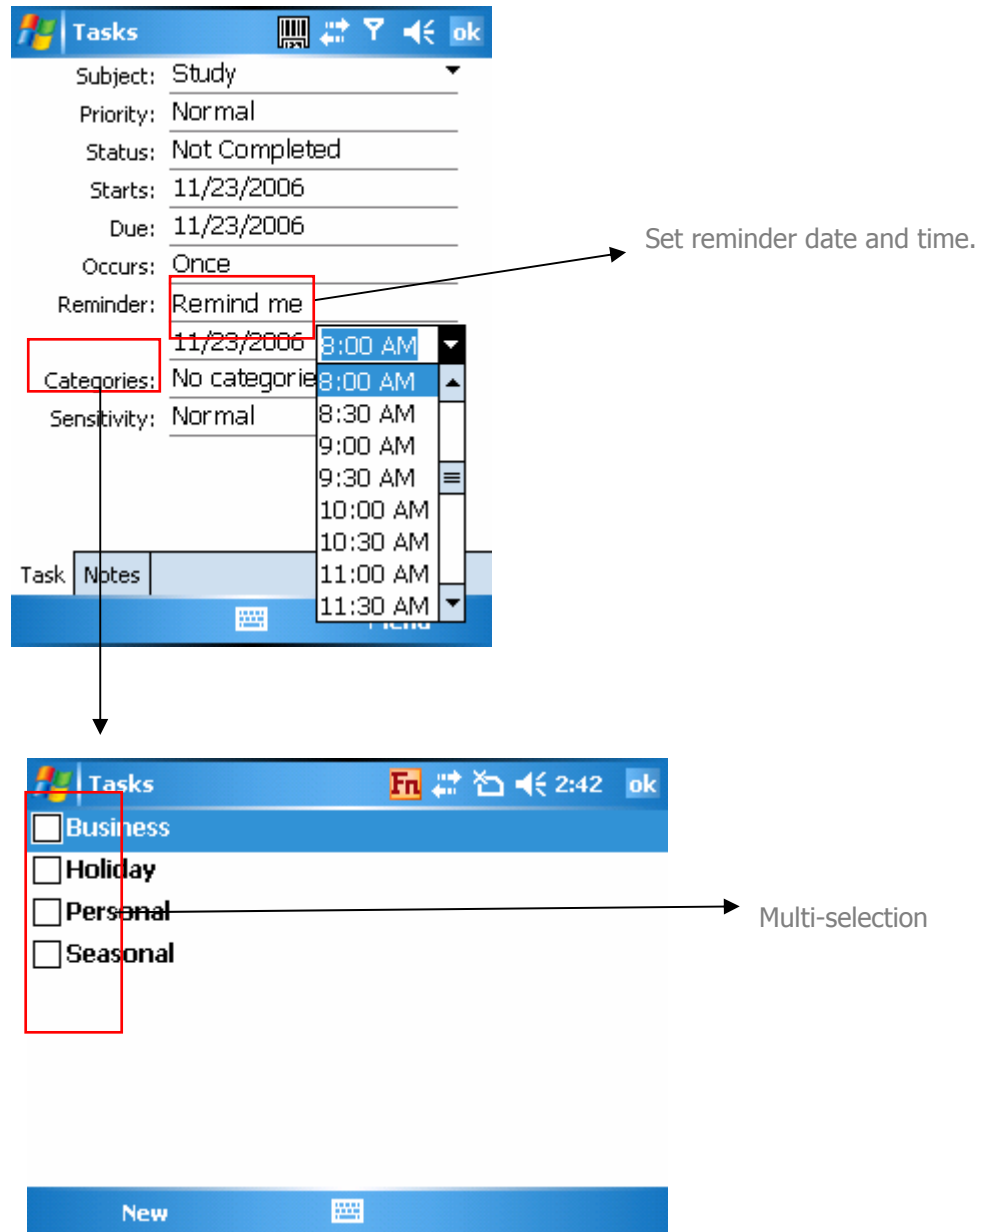 Tasks ok
Subject: Study
Priority: Normal
Status: Not Completed
Starts: 11/23/2006
Due: 11/23/2006
Set reminder date and time.
Occurs: Once
Reminder: Remind me
11/23/2006 8:00 AM
Categories: No categorie 8:00 AM
Sensitivity: Normal 8:30 AM
9:00 AM
9:30 AM
10:00 AM
10:30 AM
Task Notes 11:00 AM
11:30 AM
Tasks Fn 2:42 ok
Business
Holiday
Personal
Multi-selection
Seasonal
New